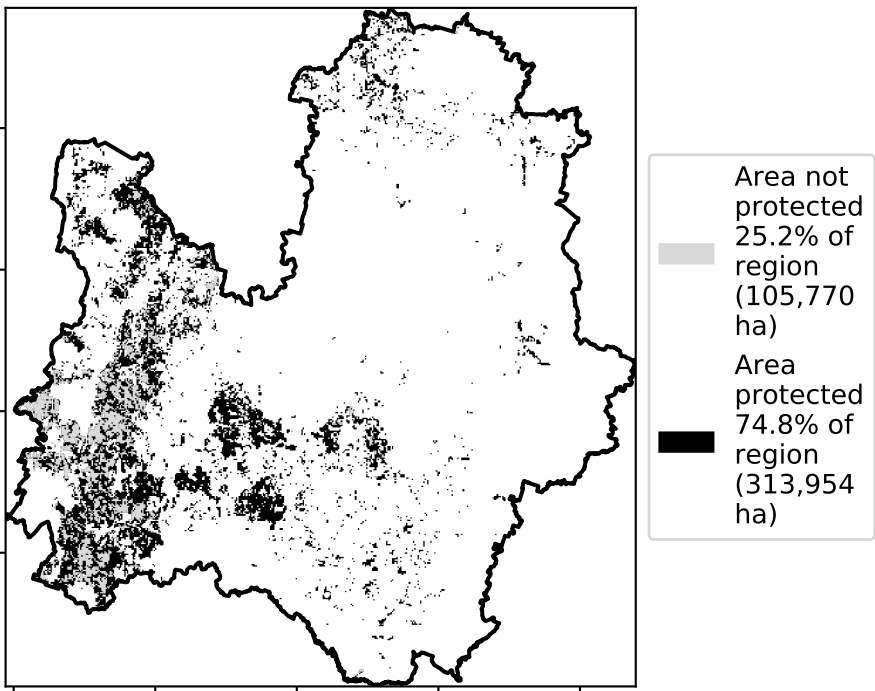 Area not
protected
25.2% of
region
(105,770
ha)
Area
protected
74.8% of
region
(313,954
ha)